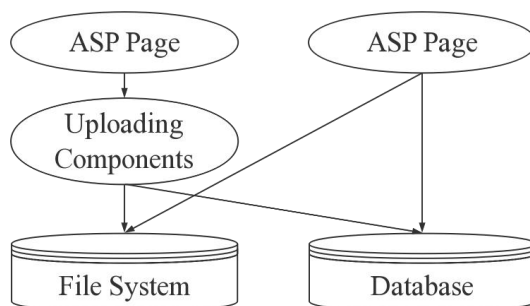 ASP Page
ASP Page
Uploading
Components
File System
Database